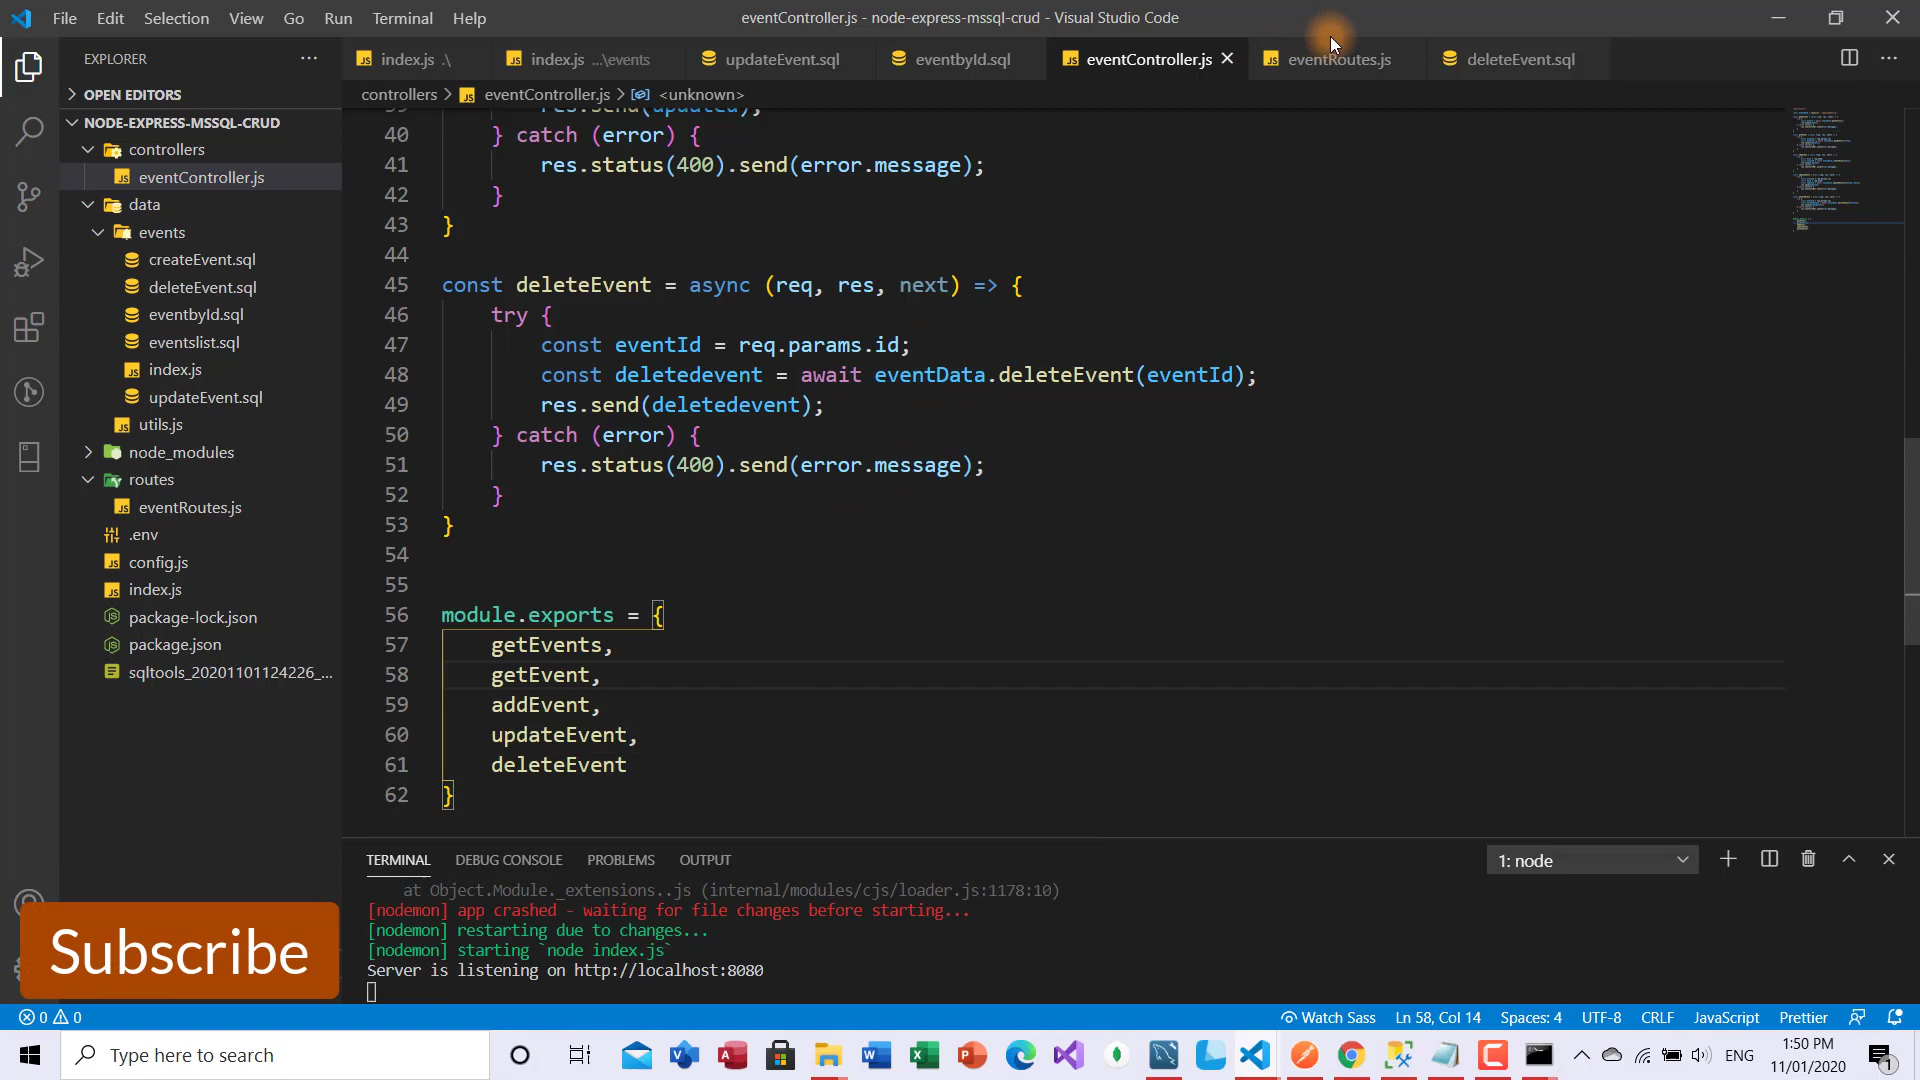 File Edit Selection View Go Run Terminal Help
eventController.js - node-express-mssql-crud - Visual Studio Code
EXPLORER
index.js .\
index.js ...\events
updateEvent.sql
eventbyId.sql
eventController.js
eventRoutes.js
deleteEvent.sql
OPEN EDITORS
controllers > eventController.js > <unknown>
NODE-EXPRESS-MSSQL-CRUD
controllers
eventController.js
data
events
createEvent.sql
deleteEvent.sql
eventbyId.sql
eventslist.sql
index.js
updateEvent.sql
utils.js
node_modules
routes
eventRoutes.js
.env
config.js
index.js
package-lock.json
package.json
sqltools_20201101124226_...
39 res.send(updated);
40 } catch (error) {
41 res.status(400).send(error.message);
42 }
43 }
44
45 const deleteEvent = async (req, res, next) => {
46 try {
47 const eventId = req.params.id;
48 const deletedevent = await eventData.deleteEvent(eventId);
49 res.send(deletedevent);
50 } catch (error) {
51 res.status(400).send(error.message);
52 }
53 }
54
55
56 module.exports = {
57 getEvents,
58 getEvent,
59 addEvent,
60 updateEvent,
61 deleteEvent
62 }
TERMINAL DEBUG CONSOLE PROBLEMS OUTPUT
1: node
at Object.Module._extensions..js (internal/modules/cjs/loader.js:1178:10)
[nodemon] app crashed - waiting for file changes before starting...
[nodemon] restarting due to changes...
[nodemon] starting `node index.js`
Server is listening on http://localhost:8080
Subscribe
0 0
Watch Sass
Ln 58, Col 14
Spaces: 4
UTF-8
CRLF
JavaScript
Prettier
Type here to search
ENG
1:50 PM
11/01/2020
1